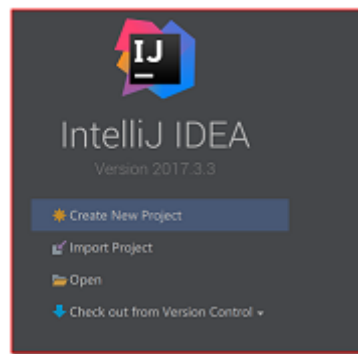 IJ
IntelliJ IDEA
Version 2017.3.3
Create New Project
Import Project
Open
Check out from Version Control